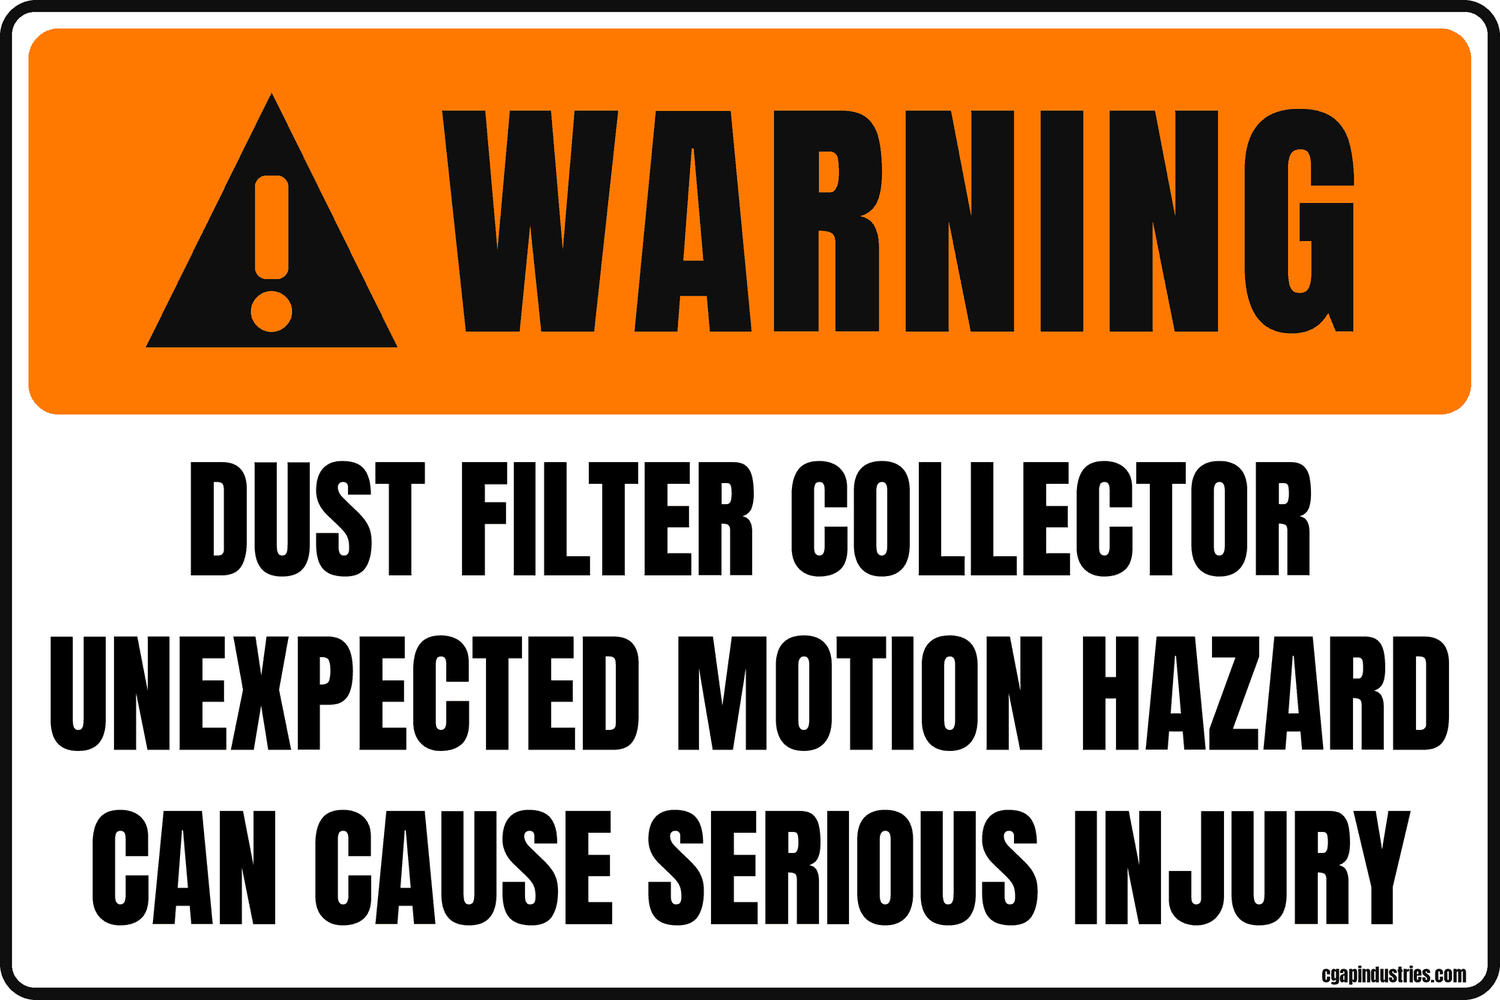 WARNING
DUST FILTER COLLECTOR
UNEXPECTED MOTION HAZARD
CAN CAUSE SERIOUS INJURY
cgapindustries.com